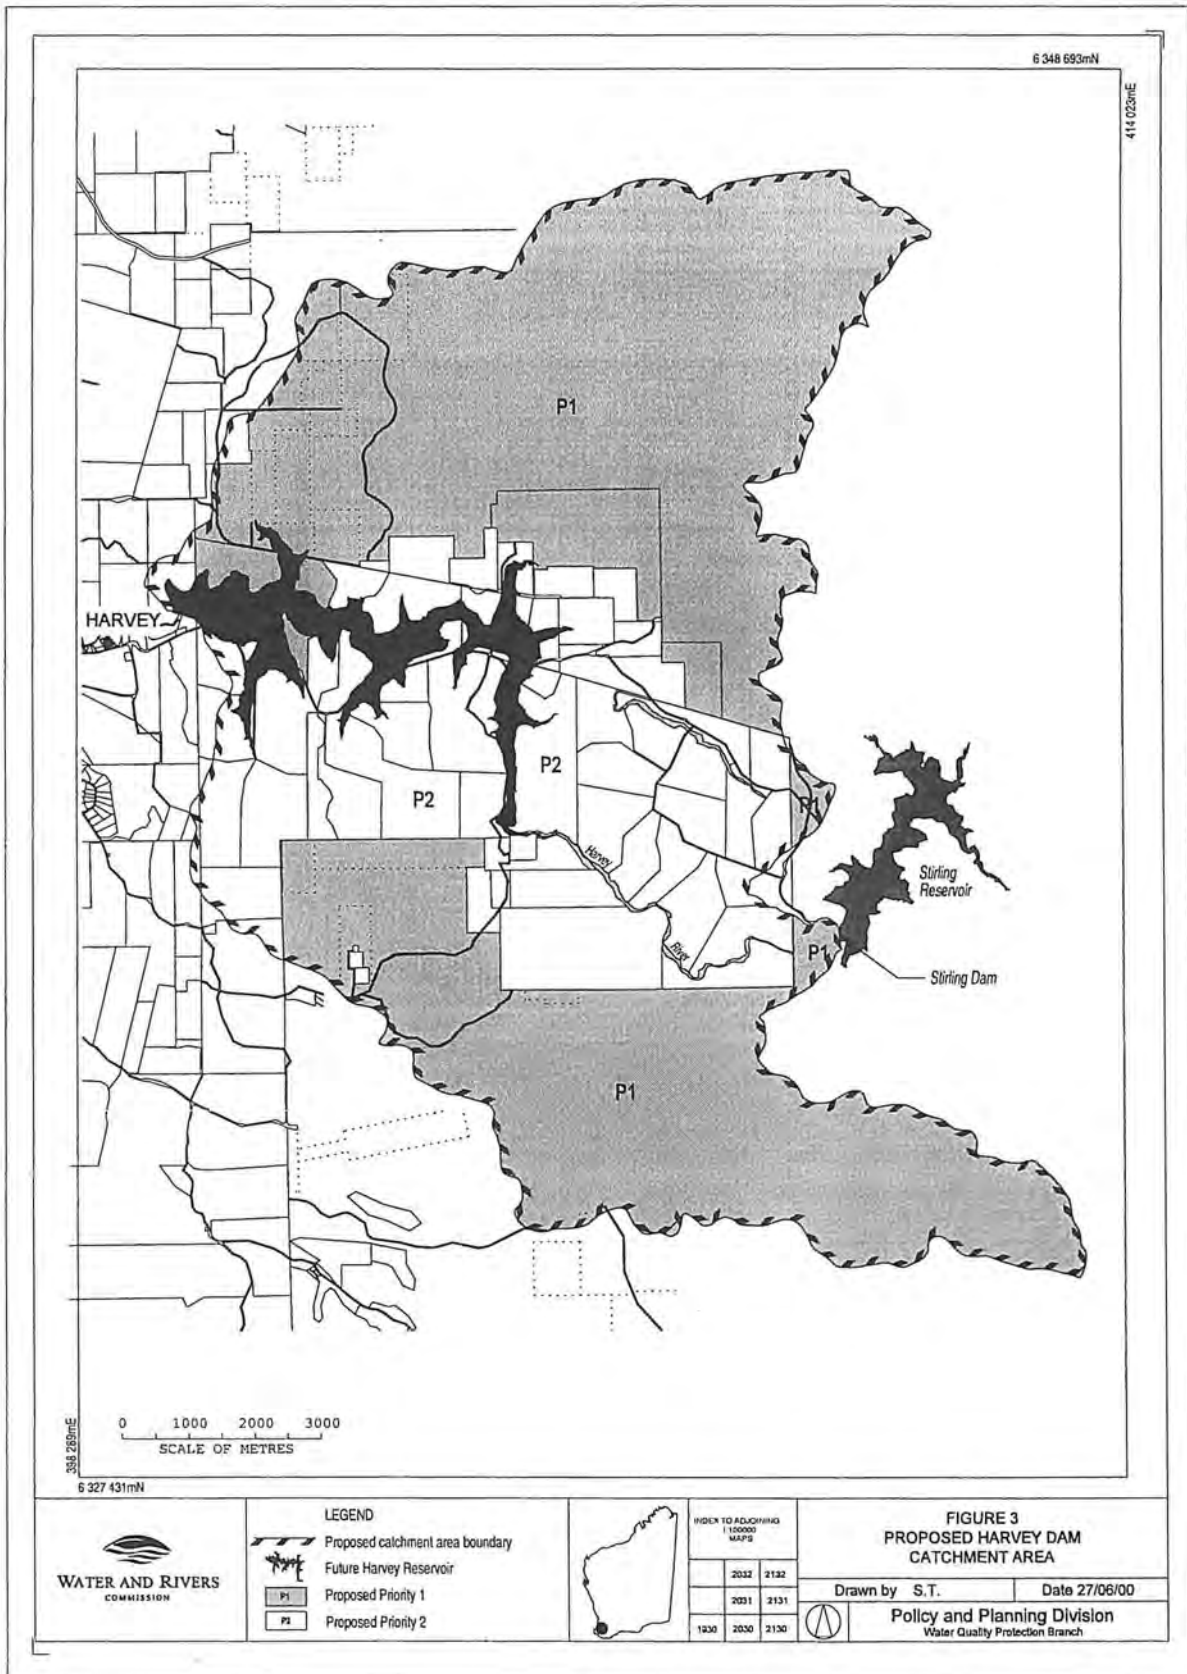 6 348 693mN
414 023mE
P1
HARVEY
P2
P2
P1
Harvey
River
Stirling
Reservoir
P1
Stirling Dam
P1
0 1000 2000 3000
SCALE OF METRES
398 289mE
6 327 431mN
WATER AND RIVERS
COMMISSION
LEGEND
Proposed catchment area boundary
Future Harvey Reservoir
P1 Proposed Priority 1
P2 Proposed Priority 2
INDEX TO ADJOINING
1:100000
MAPS
2032 2132
2031 2131
1930 2030 2130
FIGURE 3
PROPOSED HARVEY DAM
CATCHMENT AREA
Drawn by S.T. Date 27/06/00
Policy and Planning Division
Water Quality Protection Branch